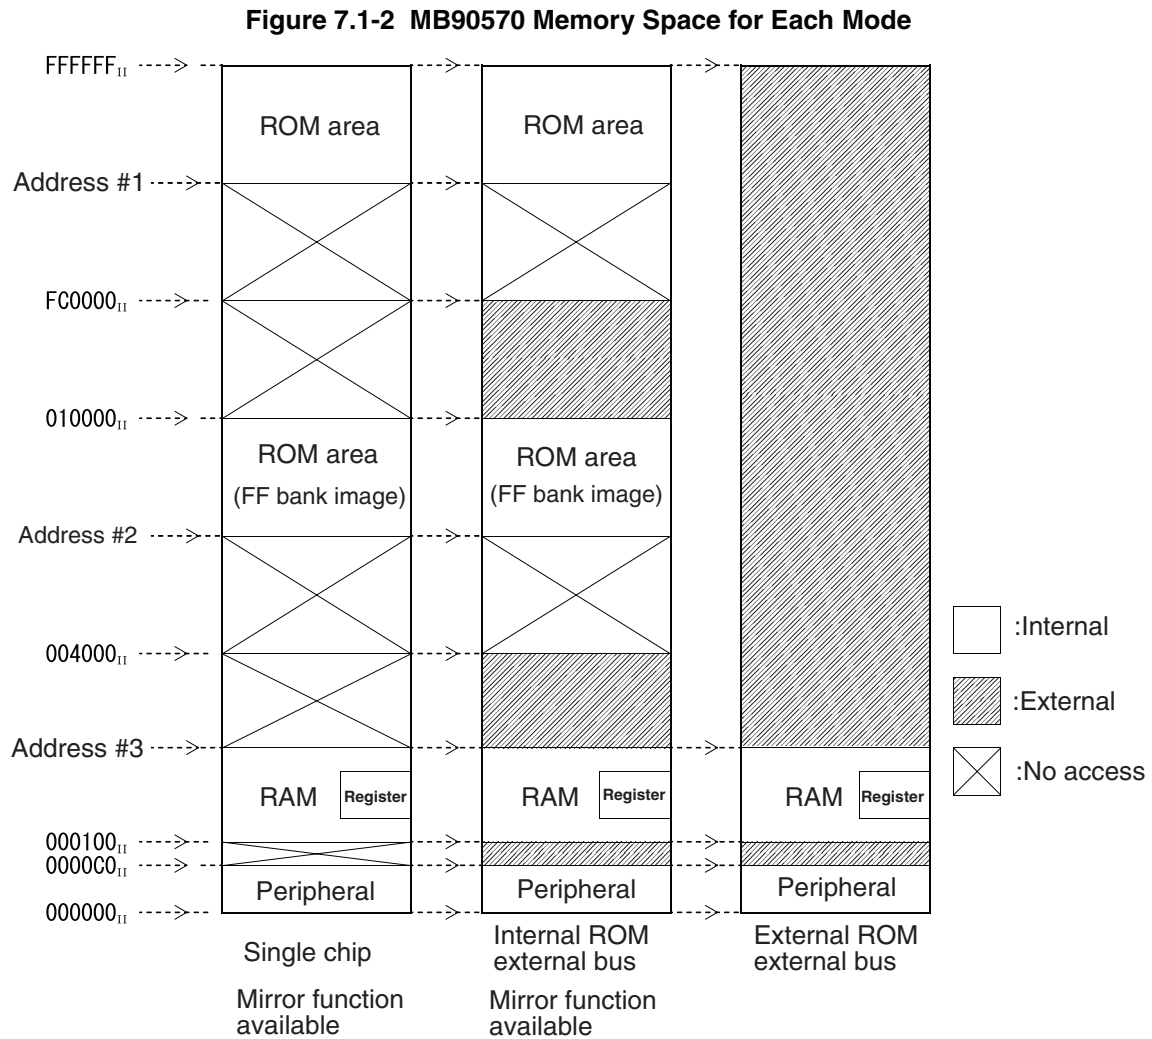 Figure 7.1-2 MB90570 Memory Space for Each Mode
FFFFFFH
ROM area
ROM area
Address #1
FC0000H
010000H
ROM area
(FF bank image)
ROM area
(FF bank image)
Address #2
004000H
Address #3
RAM
Register
RAM
Register
RAM
Register
000100H
0000C0H
Peripheral
Peripheral
Peripheral
000000H
:Internal
:External
:No access
Single chip
Mirror function
available
Internal ROM
external bus
Mirror function
available
External ROM
external bus